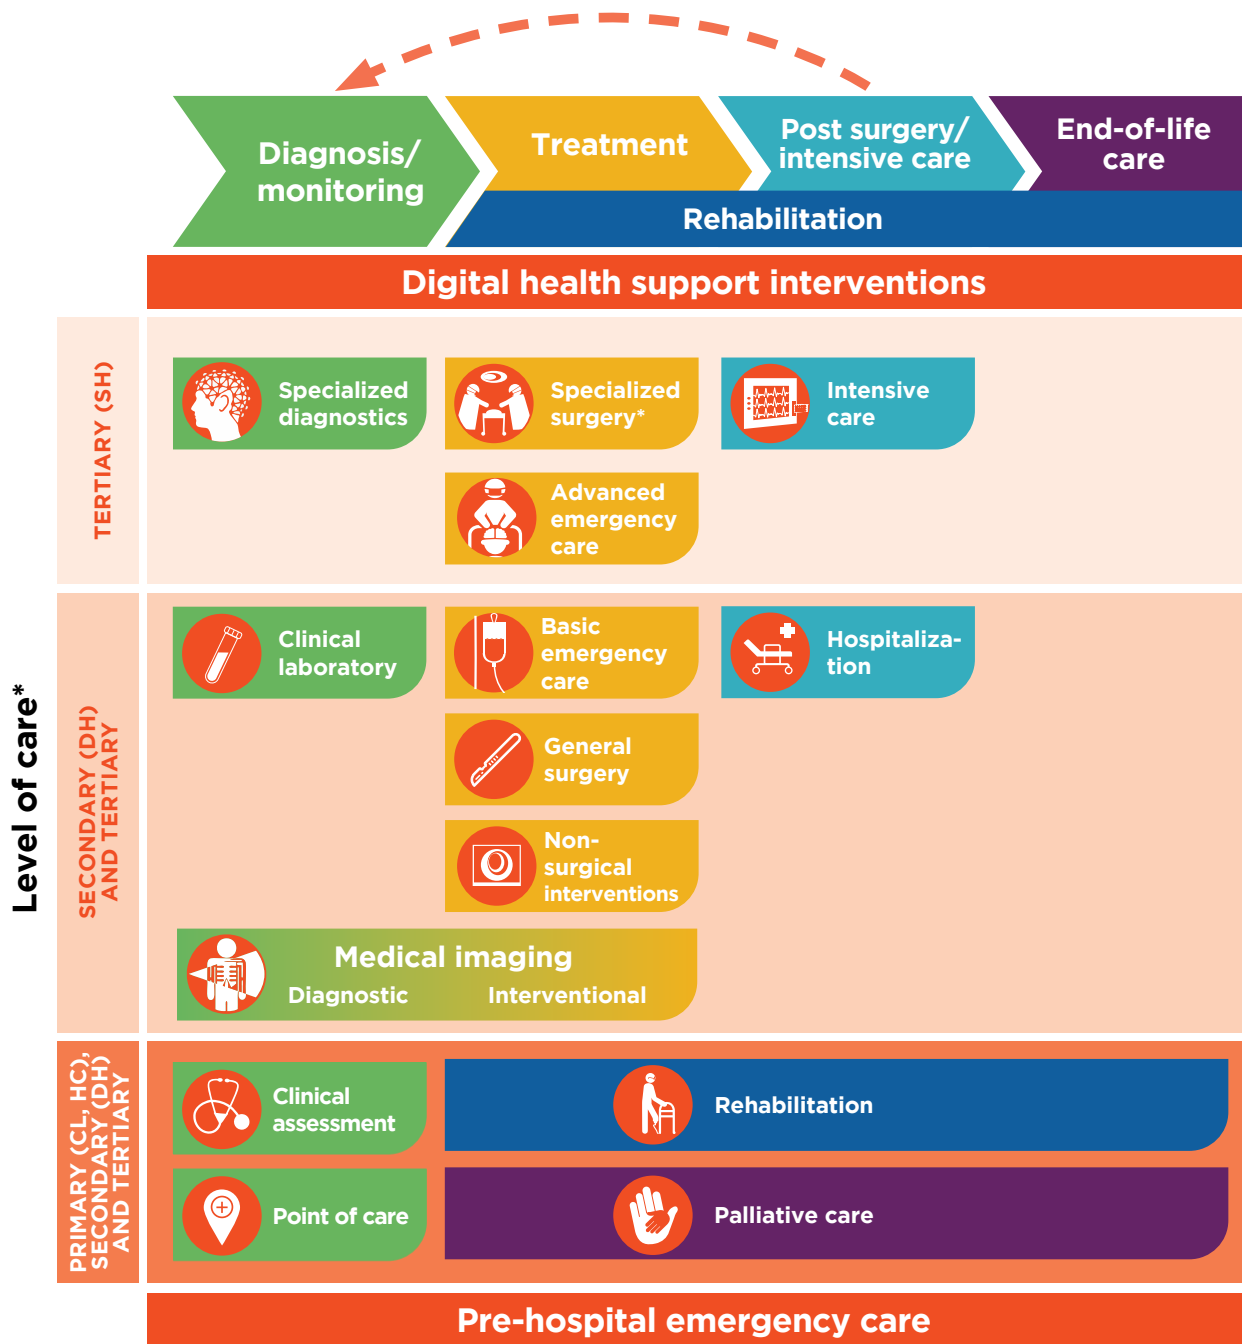 Diagnosis/
monitoring
Treatment
Post surgery/
intensive care
End-of-life
care
Rehabilitation
Digital health support interventions
Level of care*
TERTIARY (SH)
Specialized
diagnostics
Specialized
surgery*
Intensive
care
Advanced
emergency
care
SECONDARY (DH)
AND TERTIARY
Clinical
laboratory
Basic
emergency
care
Hospitaliza-
tion
General
surgery
Non-
surgical
interventions
Medical imaging
Diagnostic
Interventional
PRIMARY (CL, HC),
SECONDARY (DH)
AND TERTIARY
Clinical
assessment
Rehabilitation
Point of care
Palliative care
Pre-hospital emergency care